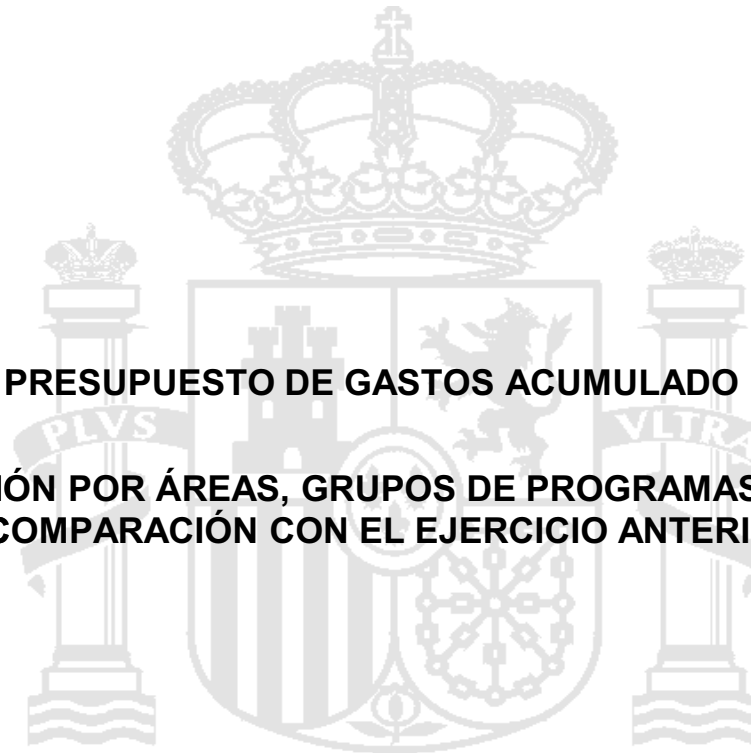 PRESUPUESTO DE GASTOS ACUMULADO
PLVS
VLTRA
IÓN POR ÁREAS, GRUPOS DE PROGRAMAS
COMPARACIÓN CON EL EJERCICIO ANTERI